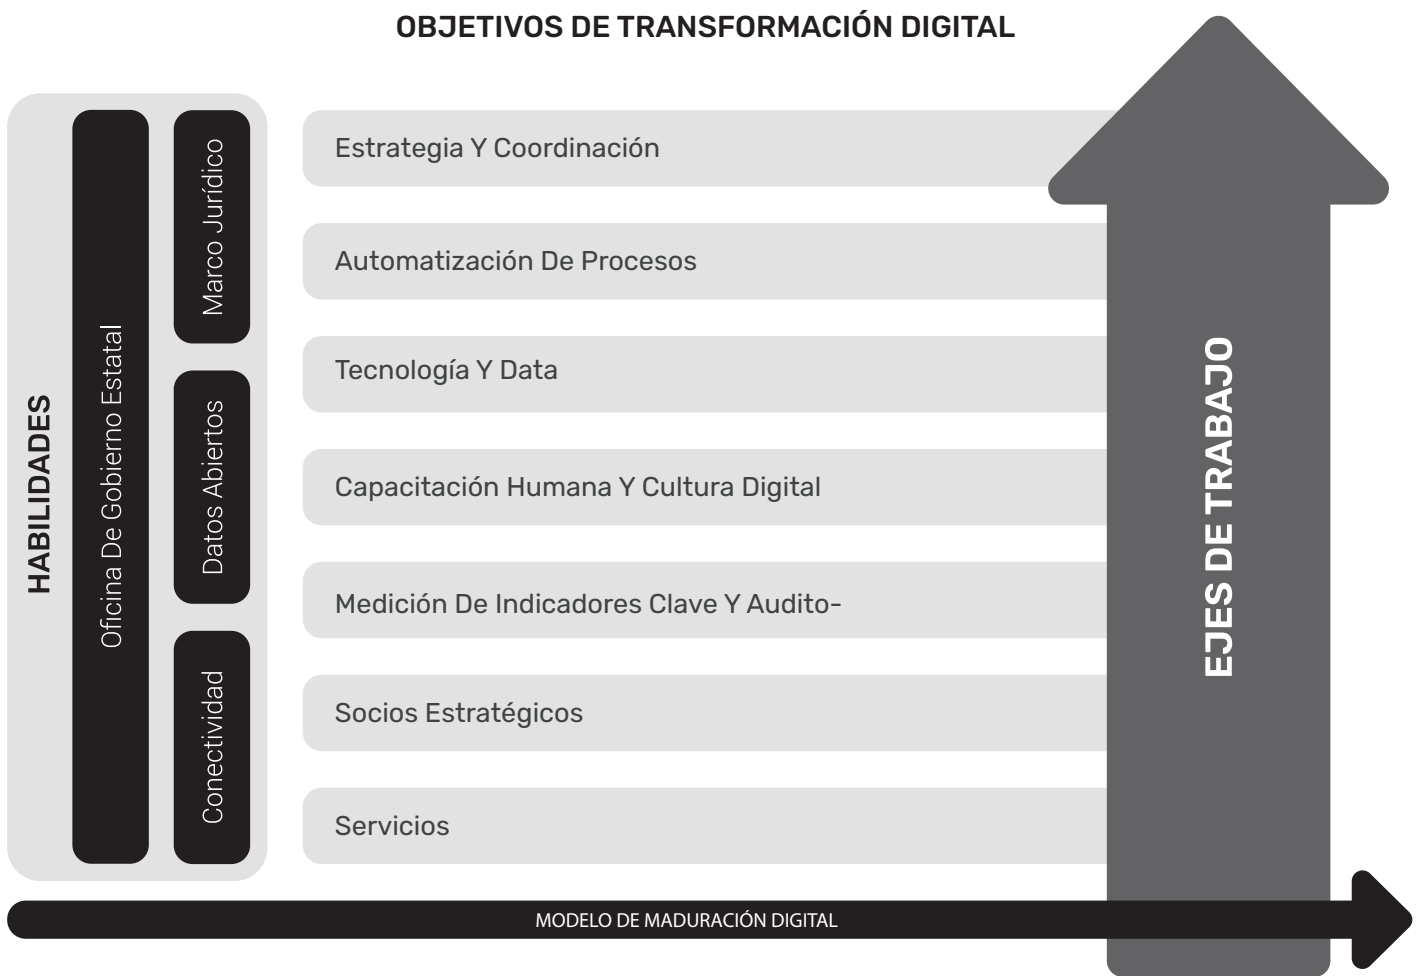 OBJETIVOS DE TRANSFORMACIÓN DIGITAL
HABILIDADES
Oficina De Gobierno Estatal
Marco Jurídico
Datos Abiertos
Conectividad
Estrategia Y Coordinación
Automatización De Procesos
Tecnología Y Data
Capacitación Humana Y Cultura Digital
Medición De Indicadores Clave Y Audito-
Socios Estratégicos
Servicios
EJES DE TRABAJO
MODELO DE MADURACIÓN DIGITAL